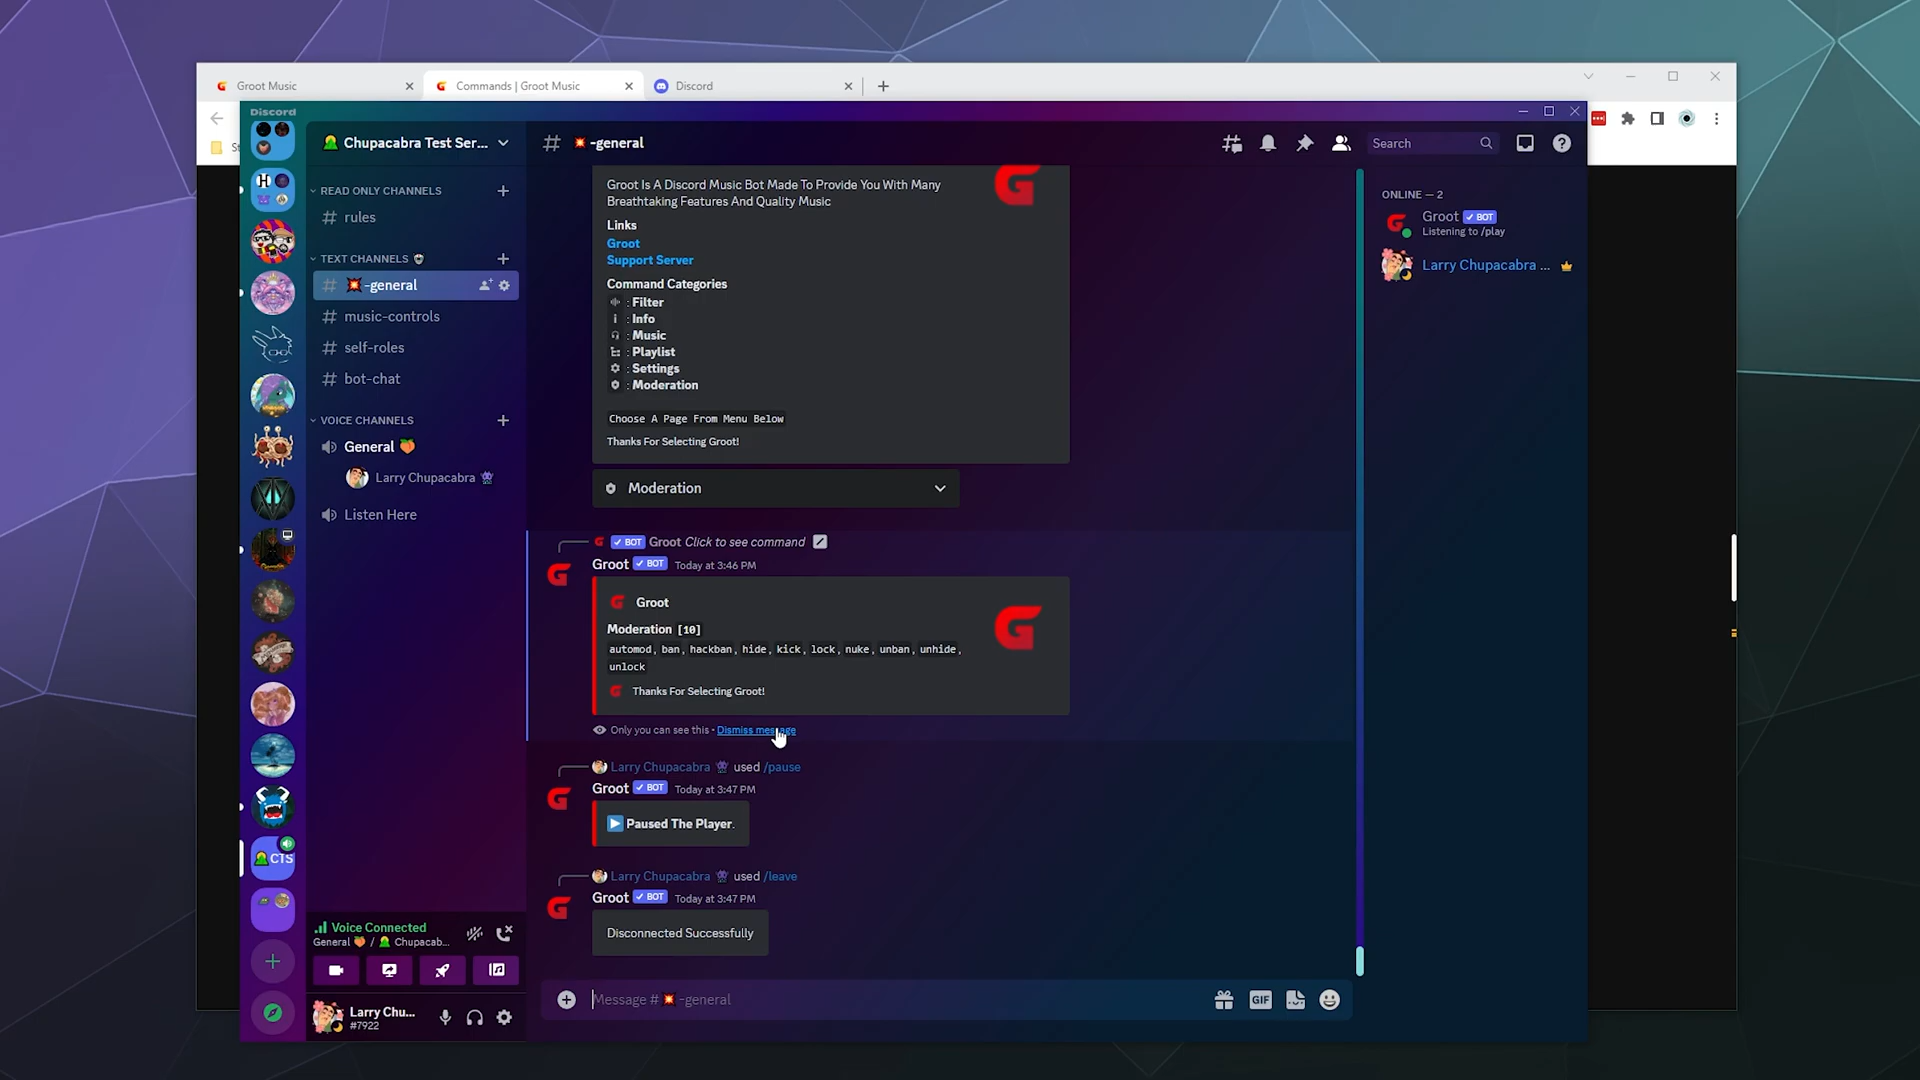 Groot Music
Commands | Groot Music
Discord
Discord
Chupacabra Test Ser...
-general
Search
READ ONLY CHANNELS
rules
TEXT CHANNELS
-general
music-controls
self-roles
bot-chat
VOICE CHANNELS
General
Larry Chupacabra
Listen Here
CTS
Voice Connected
General / Chupacab...
Larry Chu...
#7922
Groot Is A Discord Music Bot Made To Provide You With Many
Breathtaking Features And Quality Music
Links
Groot
Support Server
Command Categories
: Filter
: Info
: Music
: Playlist
: Settings
: Moderation
Choose A Page From Menu Below
Thanks For Selecting Groot!
Moderation
BOT Groot Click to see command
Groot BOT Today at 3:46 PM
Groot
Moderation [10]
automod, ban, hackban, hide, kick, lock, nuke, unban, unhide,
unlock
Thanks For Selecting Groot!
Only you can see this • Dismiss message
Larry Chupacabra used /pause
Groot BOT Today at 3:47 PM
Paused The Player.
Larry Chupacabra used /leave
Groot BOT Today at 3:47 PM
Disconnected Successfully
Message # -general
GIF
ONLINE — 2
Groot BOT
Listening to /play
Larry Chupacabra ...